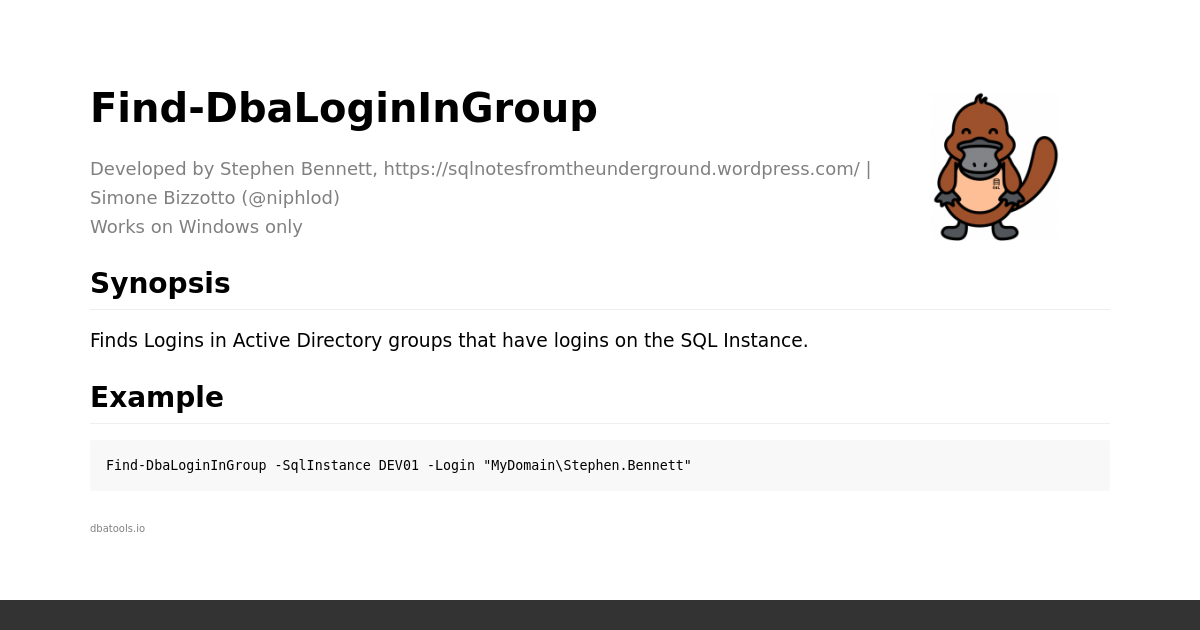 Find-DbaLoginInGroup
Developed by Stephen Bennett, https://sqlnotesfromtheunderground.wordpress.com/ |
Simone Bizzotto (@niphlod)
Works on Windows only
Synopsis
Finds Logins in Active Directory groups that have logins on the SQL Instance.
Example
Find-DbaLoginInGroup -SqlInstance DEV01 -Login "MyDomain\Stephen.Bennett"
dbatools.io